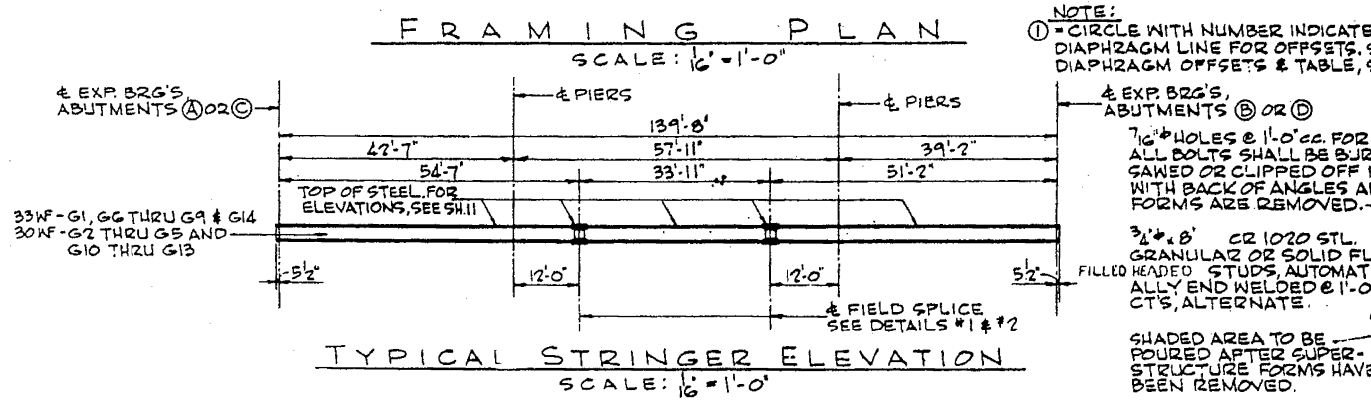 FRAMING PLAN
SCALE: 1/16" = 1'-0"
NOTE:
① = CIRCLE WITH NUMBER INDICATE
DIAPHRAGM LINE FOR OFFSETS. S
DIAPHRAGM OFFSETS & TABLE, S
℄ EXP. BRG'S,
ABUTMENTS Ⓐ OR Ⓒ
℄ PIERS
℄ PIERS
℄ EXP. BRG'S,
ABUTMENTS Ⓑ OR Ⓓ
139'-8"
42'-7"
57'-11"
39'-2"
54'-7"
33'-11"
51'-2"
TOP OF STEEL, FOR
ELEVATIONS, SEE SH.11
33WF-G1, G6 THRU G9 & G14
30WF-G2 THRU G5 AND
G10 THRU G13
5½"
12'-0"
12'-0"
5½"
℄ FIELD SPLICE
SEE DETAILS #1 & #2
7/16"ɸ HOLES @ 1'-0" cc. FOR
ALL BOLTS SHALL BE BUR
SAWED OR CLIPPED OFF
WITH BACK OF ANGLES A
FORMS ARE REMOVED.
3/4"ɸ x 8" CR 1020 STL.
GRANULAR OR SOLID FL
FILLED HEADED STUDS, AUTOMAT
ALLY END WELDED @ 1'-0
CT'S, ALTERNATE.
SHADED AREA TO BE
POURED AFTER SUPER-
STRUCTURE FORMS HAVE
BEEN REMOVED.
TYPICAL STRINGER ELEVATION
SCALE: 1/16" = 1'-0"